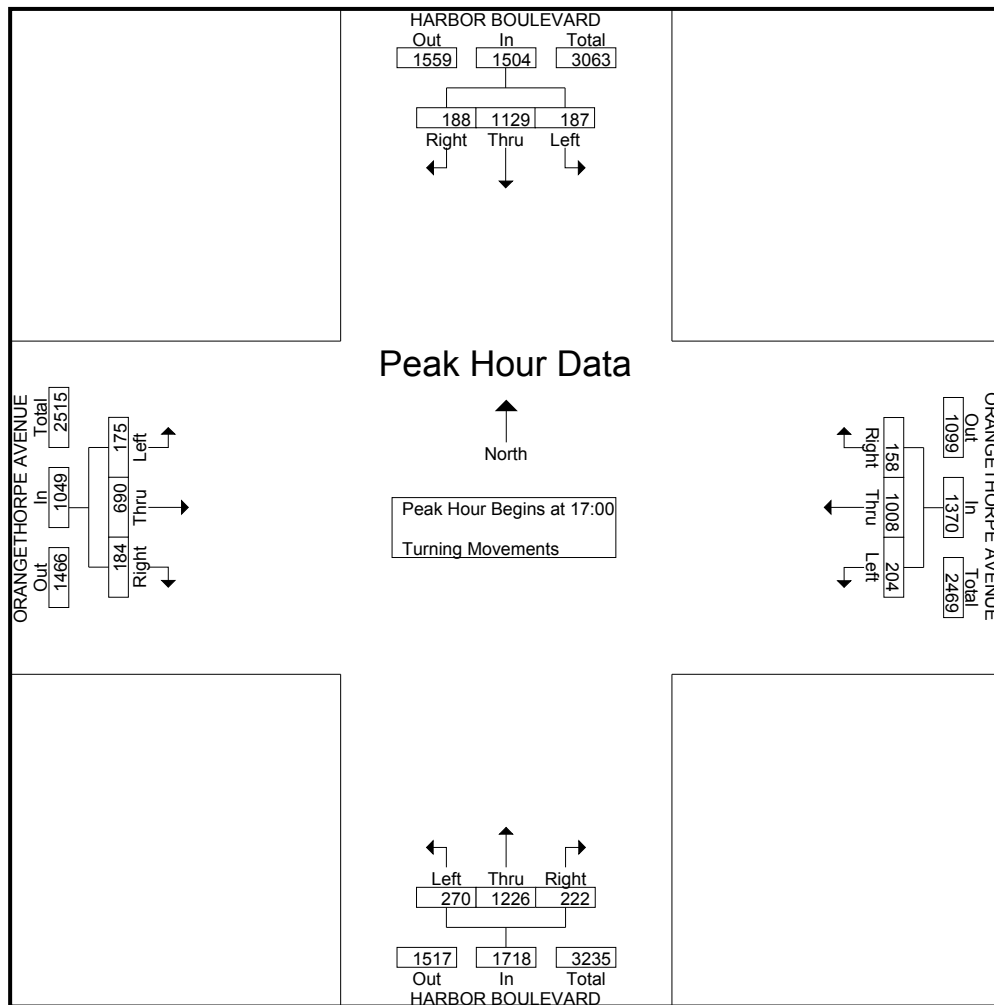 HARBOR BOULEVARD
Out In Total
1559 1504 3063
188 1129 187
Right Thru Left
Peak Hour Data
North
Peak Hour Begins at 17:00
Turning Movements
ORANGETHORPE AVENUE
Total In Out
2515 1049 1466
175 690 184
Left Thru Right
ORANGETHORPE AVENUE
Out In Total
1099 1370 2469
158 1008 204
Right Thru Left
Left Thru Right
270 1226 222
1517 1718 3235
Out In Total
HARBOR BOULEVARD